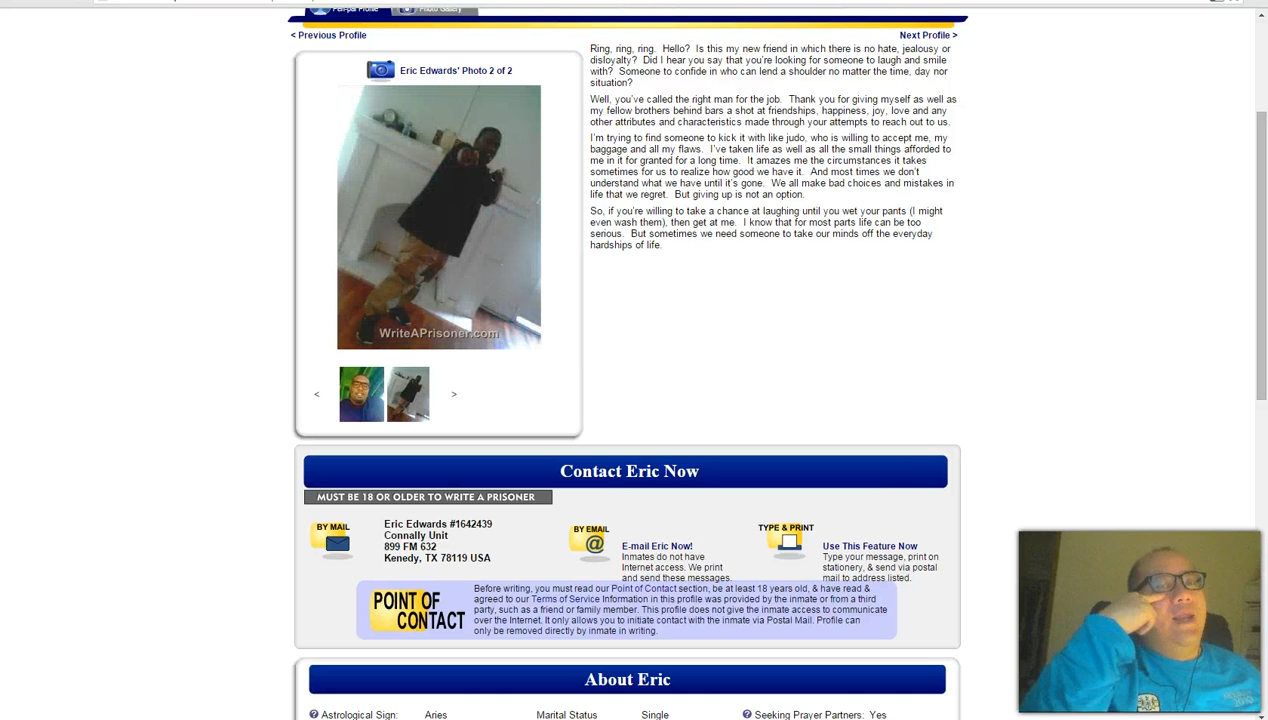 Pen-pal Profile Photo Gallery
< Previous Profile
Next Profile >
Eric Edwards' Photo 2 of 2
WriteAPrisoner.com
< >
Ring, ring, ring. Hello? Is this my new friend in which there is no hate, jealousy or
disloyalty? Did I hear you say that you're looking for someone to laugh and smile
with? Someone to confide in who can lend a shoulder no matter the time, day nor
situation?
Well, you've called the right man for the job. Thank you for giving myself as well as
my fellow brothers behind bars a shot at friendships, happiness, joy, love and any
other attributes and characteristics made through your attempts to reach out to us.
I'm trying to find someone to kick it with like judo, who is willing to accept me, my
baggage and all my flaws. I've taken life as well as all the small things afforded to
me in it for granted for a long time. It amazes me the circumstances it takes
sometimes for us to realize how good we have it. And most times we don't
understand what we have until it's gone. We all make bad choices and mistakes in
life that we regret. But giving up is not an option.
So, if you're willing to take a chance at laughing until you wet your pants (I might
even wash them), then get at me. I know that for most parts life can be too
serious. But sometimes we need someone to take our minds off the everyday
hardships of life.
Contact Eric Now
MUST BE 18 OR OLDER TO WRITE A PRISONER
BY MAIL
Eric Edwards #1642439
Connally Unit
899 FM 632
Kenedy, TX 78119 USA
BY EMAIL
@
E-mail Eric Now!
Inmates do not have
Internet access. We print
and send these messages.
TYPE & PRINT
Use This Feature Now
Type your message, print on
stationery, & send via postal
mail to address listed.
POINT OF
CONTACT
Before writing, you must read our Point of Contact section, be at least 18 years old, & have read &
agreed to our Terms of Service Information in this profile was provided by the inmate or from a third
party, such as a friend or family member. This profile does not give the inmate access to communicate
over the Internet. It only allows you to initiate contact with the inmate via Postal Mail. Profile can
only be removed directly by inmate in writing.
About Eric
Astrological Sign: Aries Marital Status Single Seeking Prayer Partners: Yes